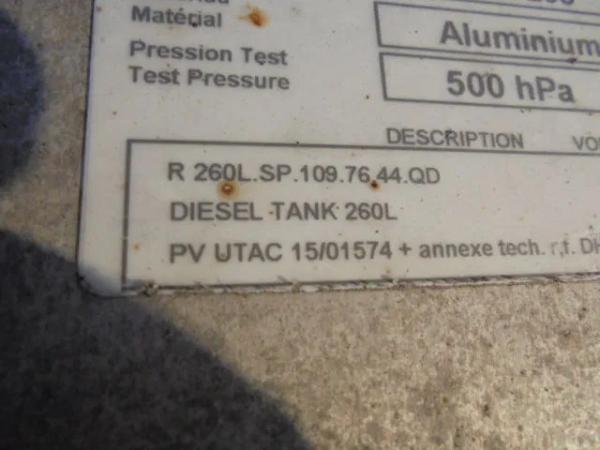 Matérial
Aluminium
Pression Test
Test Pressure
500 hPa
DESCRIPTION
R 260L.SP.109.76.44.QD
DIESEL TANK 260L
PV UTAC 15/01574 + annexe tech. r.t.